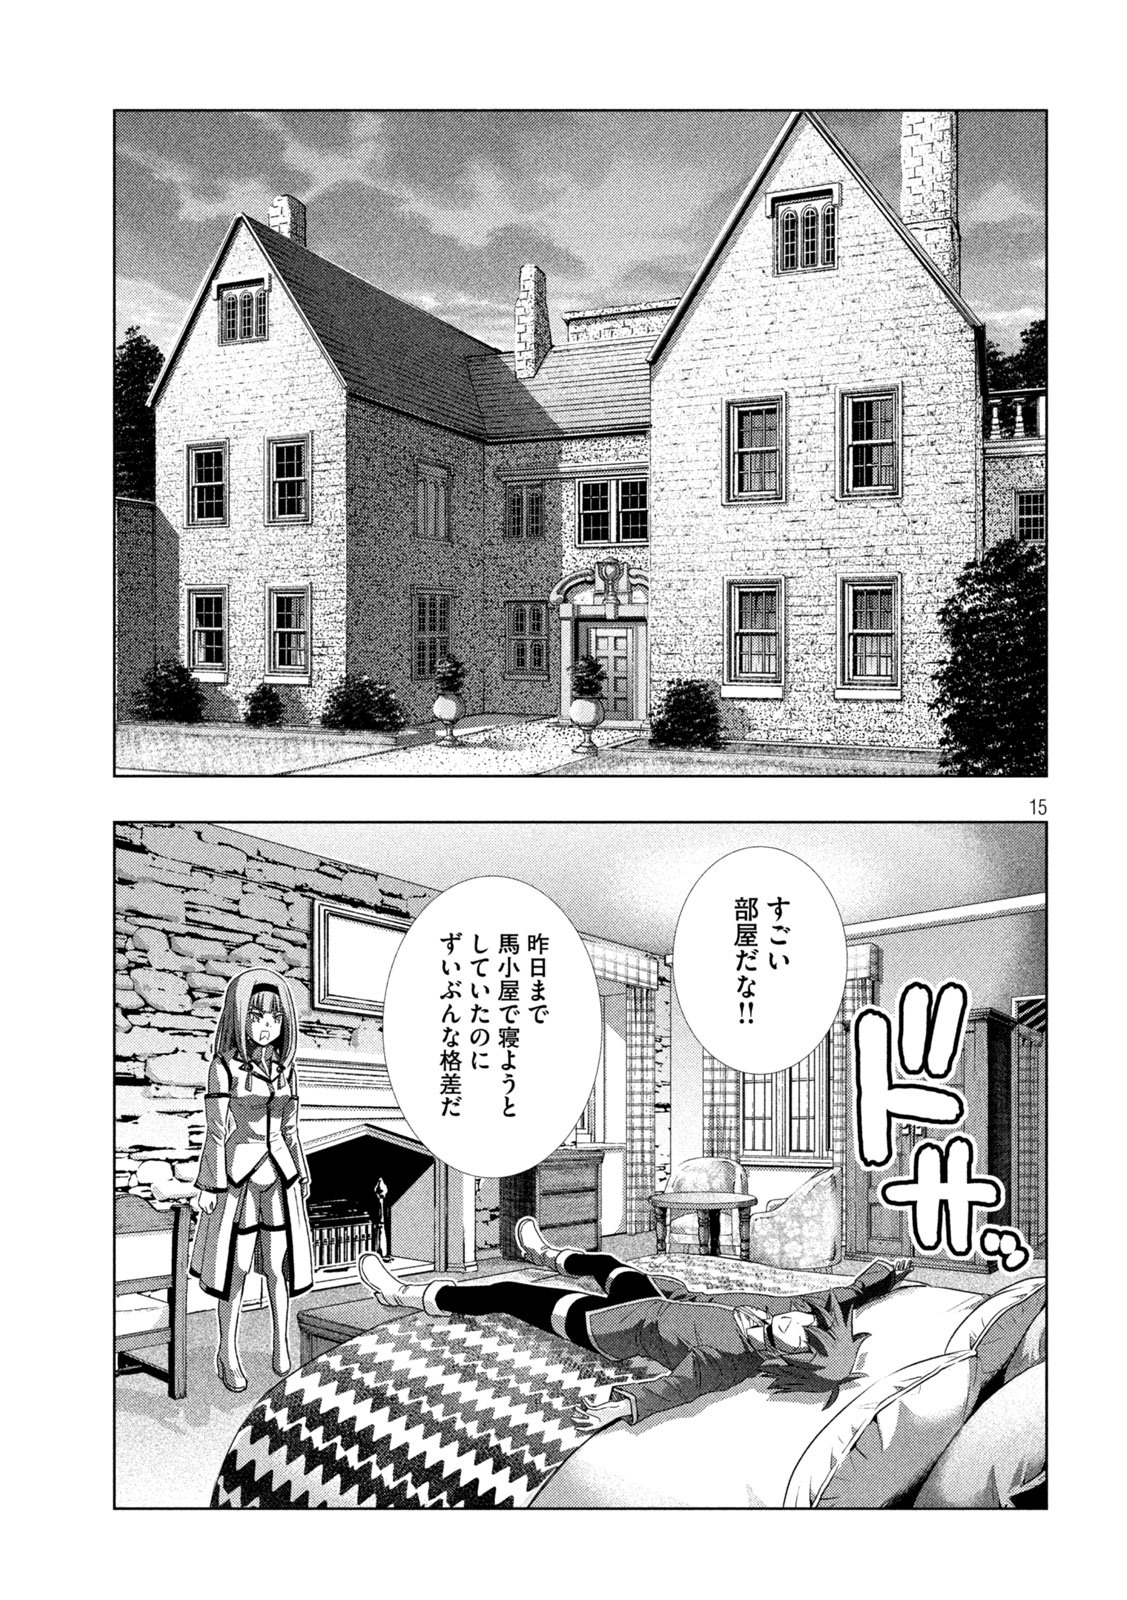 15
すごい
部屋だな!!
昨日まで
馬小屋で寝ようと
していたのに
ずいぶんな格差だ
ドサッ